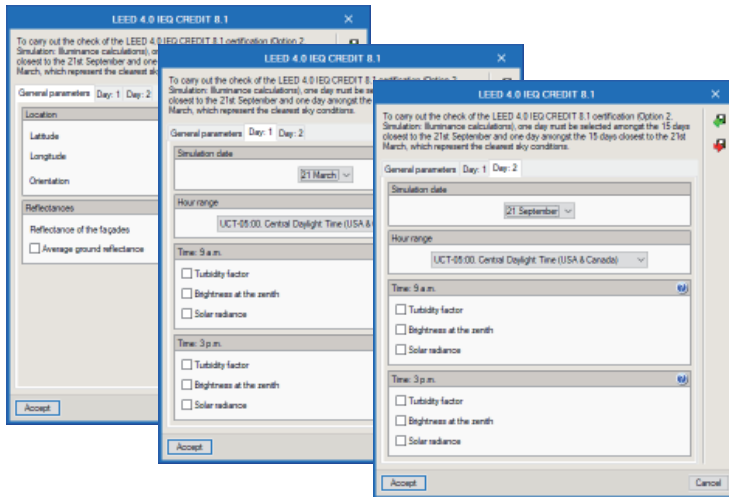 LEED 4.0 IEQ CREDIT 8.1
To carry out the check of the LEED 4.0 IEQ CREDIT 8.1 certification (Option 2.
Simulation: Illuminance calculations), on
closest to the 21st September and one
March, which represent the clearest sk
General parameters Day: 1 Day: 2
Location
Latitude
Longitude
Orientation
Reflectances
Reflectance of the façades
Average ground reflectance
Accept
LEED 4.0 IEQ CREDIT 8.1
To carry out the check of the LEED 4.0 IEQ CREDIT 8.1 certification (Option 2.
Simulation: Illuminance calculations), one day must be se
closest to the 21st September and one day amongst the
March, which represent the clearest sky conditions.
General parameters Day: 1 Day: 2
Simulation date
21 March
Hour range
UCT-05:00. Central Daylight Time (USA &
Time: 9 a.m.
Turbidity factor
Brightness at the zenith
Solar radiance
Time: 3 p.m.
Turbidity factor
Brightness at the zenith
Solar radiance
Accept
LEED 4.0 IEQ CREDIT 8.1
To carry out the check of the LEED 4.0 IEQ CREDIT 8.1 certification (Option 2.
Simulation: Illuminance calculations), one day must be selected amongst the 15 days
closest to the 21st September and one day amongst the 15 days closest to the 21st
March, which represent the clearest sky conditions.
General parameters Day: 1 Day: 2
Simulation date
21 September
Hour range
UCT-05:00. Central Daylight Time (USA & Canada)
Time: 9 a.m.
Turbidity factor
Brightness at the zenith
Solar radiance
Time: 3 p.m.
Turbidity factor
Brightness at the zenith
Solar radiance
Accept
Cancel